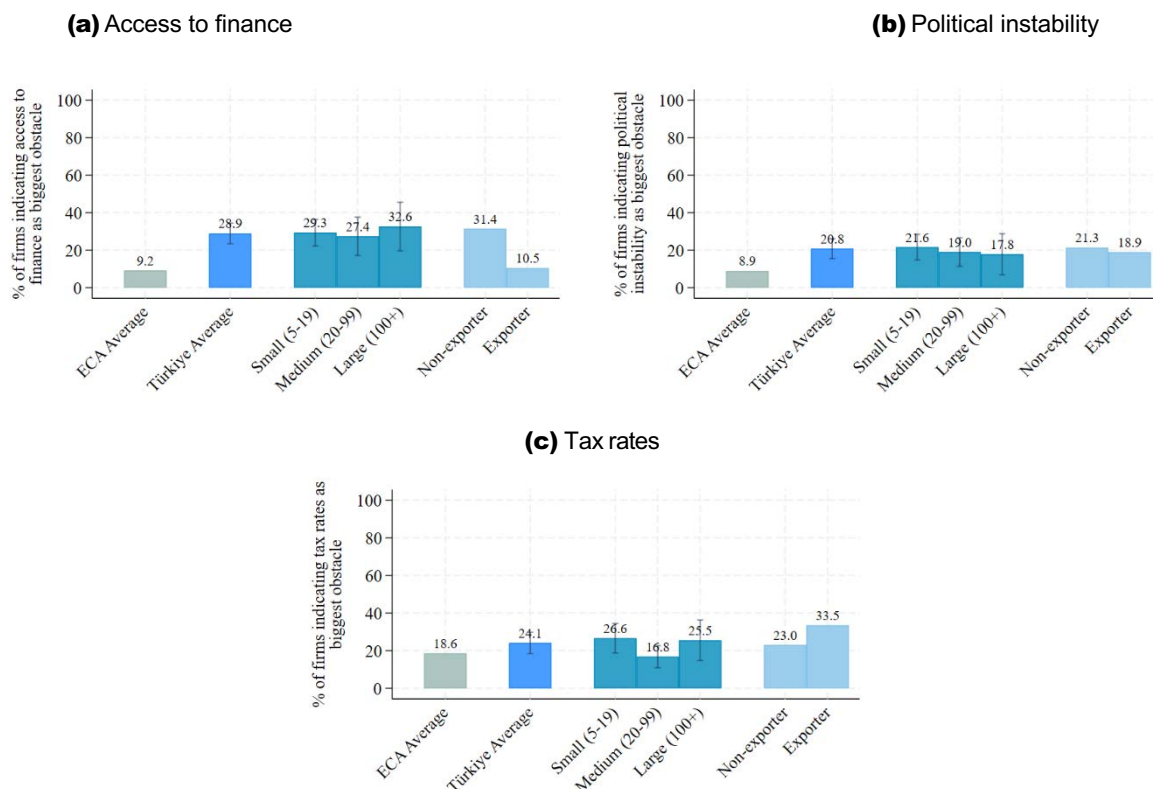 (a) Access to finance
% of firms indicating access to
finance as biggest obstacle
100
80
60
40
20
0
9.2
28.9
29.3
27.4
32.6
31.4
10.5
ECA Average
Türkiye Average
Small (5-19)
Medium (20-99)
Large (100+)
Non-exporter
Exporter
(b) Political instability
% of firms indicating political
instability as biggest obstacle
100
80
60
40
20
0
8.9
20.8
21.6
19.0
17.8
21.3
18.9
ECA Average
Türkiye Average
Small (5-19)
Medium (20-99)
Large (100+)
Non-exporter
Exporter
(c) Tax rates
% of firms indicating tax rates as
biggest obstacle
100
80
60
40
20
0
18.6
24.1
26.6
16.8
25.5
23.0
33.5
ECA Average
Türkiye Average
Small (5-19)
Medium (20-99)
Large (100+)
Non-exporter
Exporter